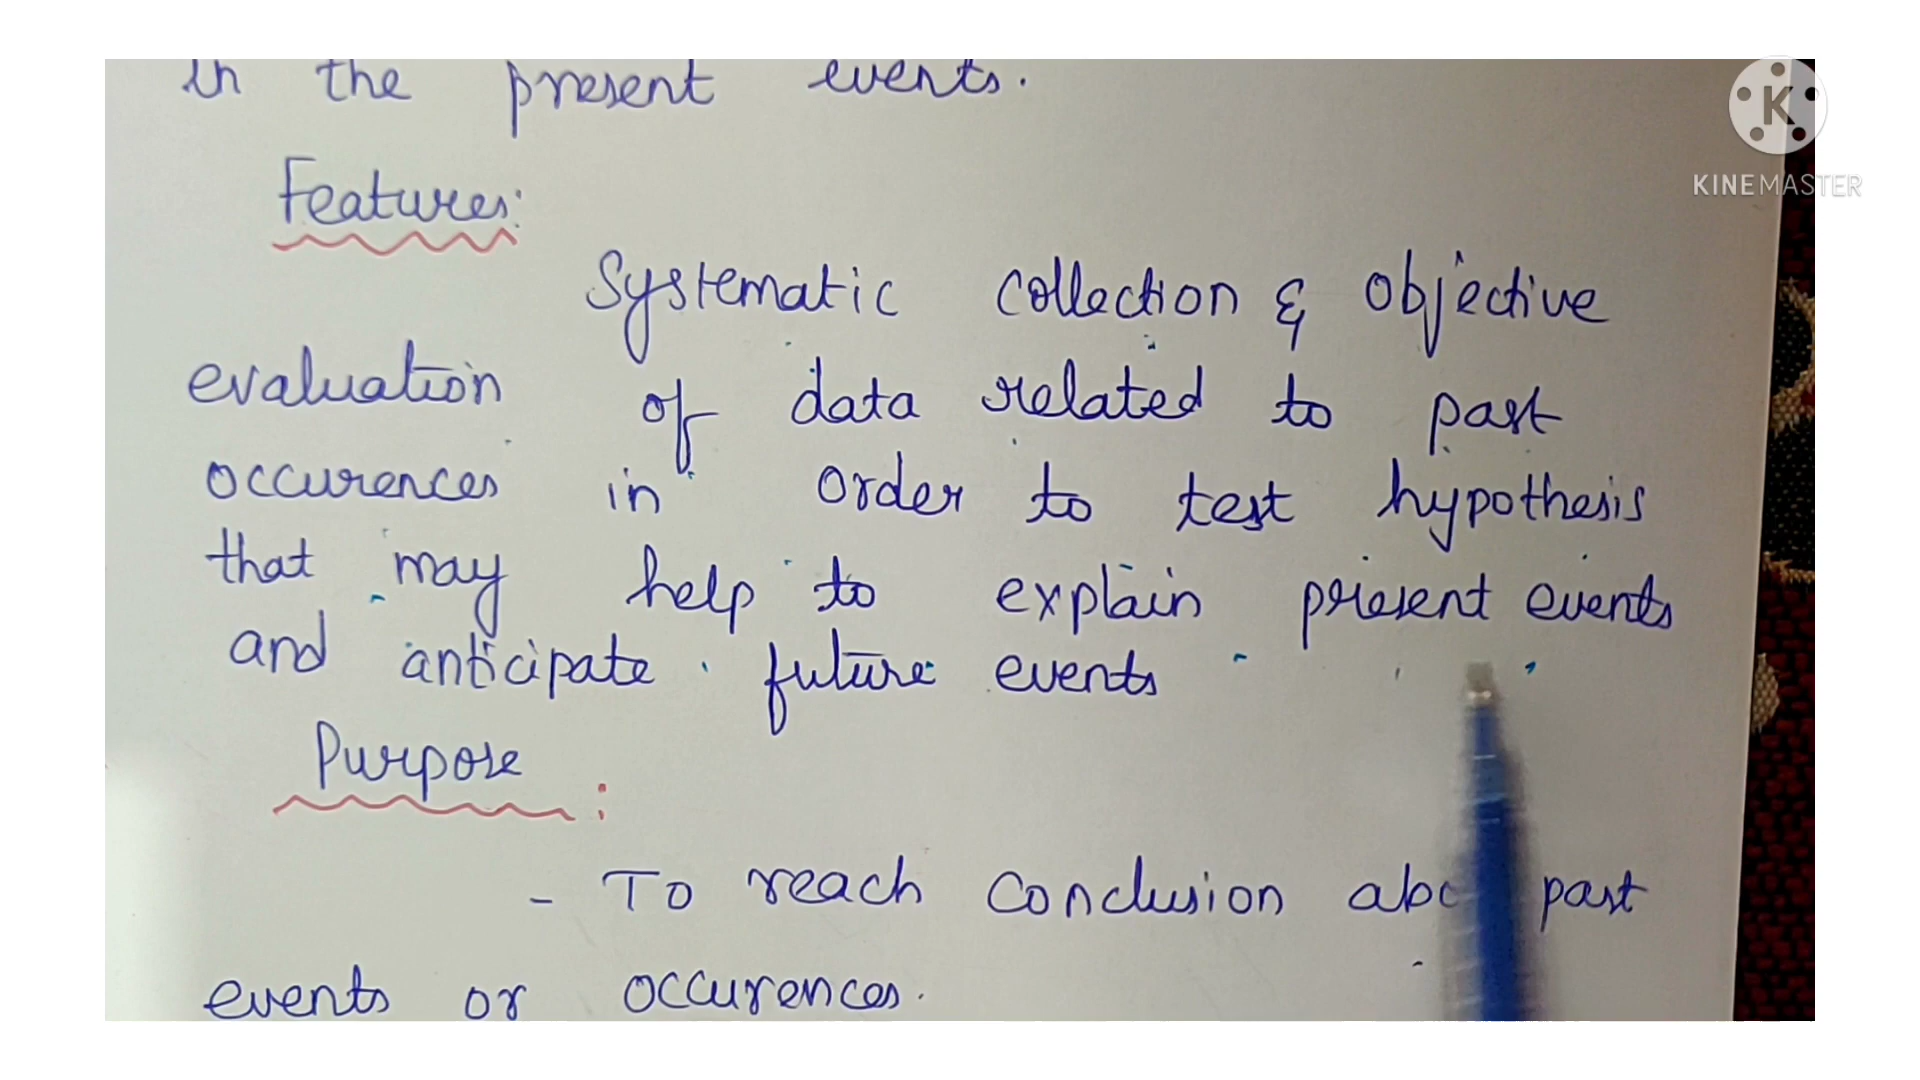 in the present events.
Features:
Systematic collection & objective
evaluation of data related to past
occurences in order to test hypothesis
that may help to explain present events
and anticipate future events
Purpose :
- To reach conclusion abo past
events or occurences.
K
KINEMASTER